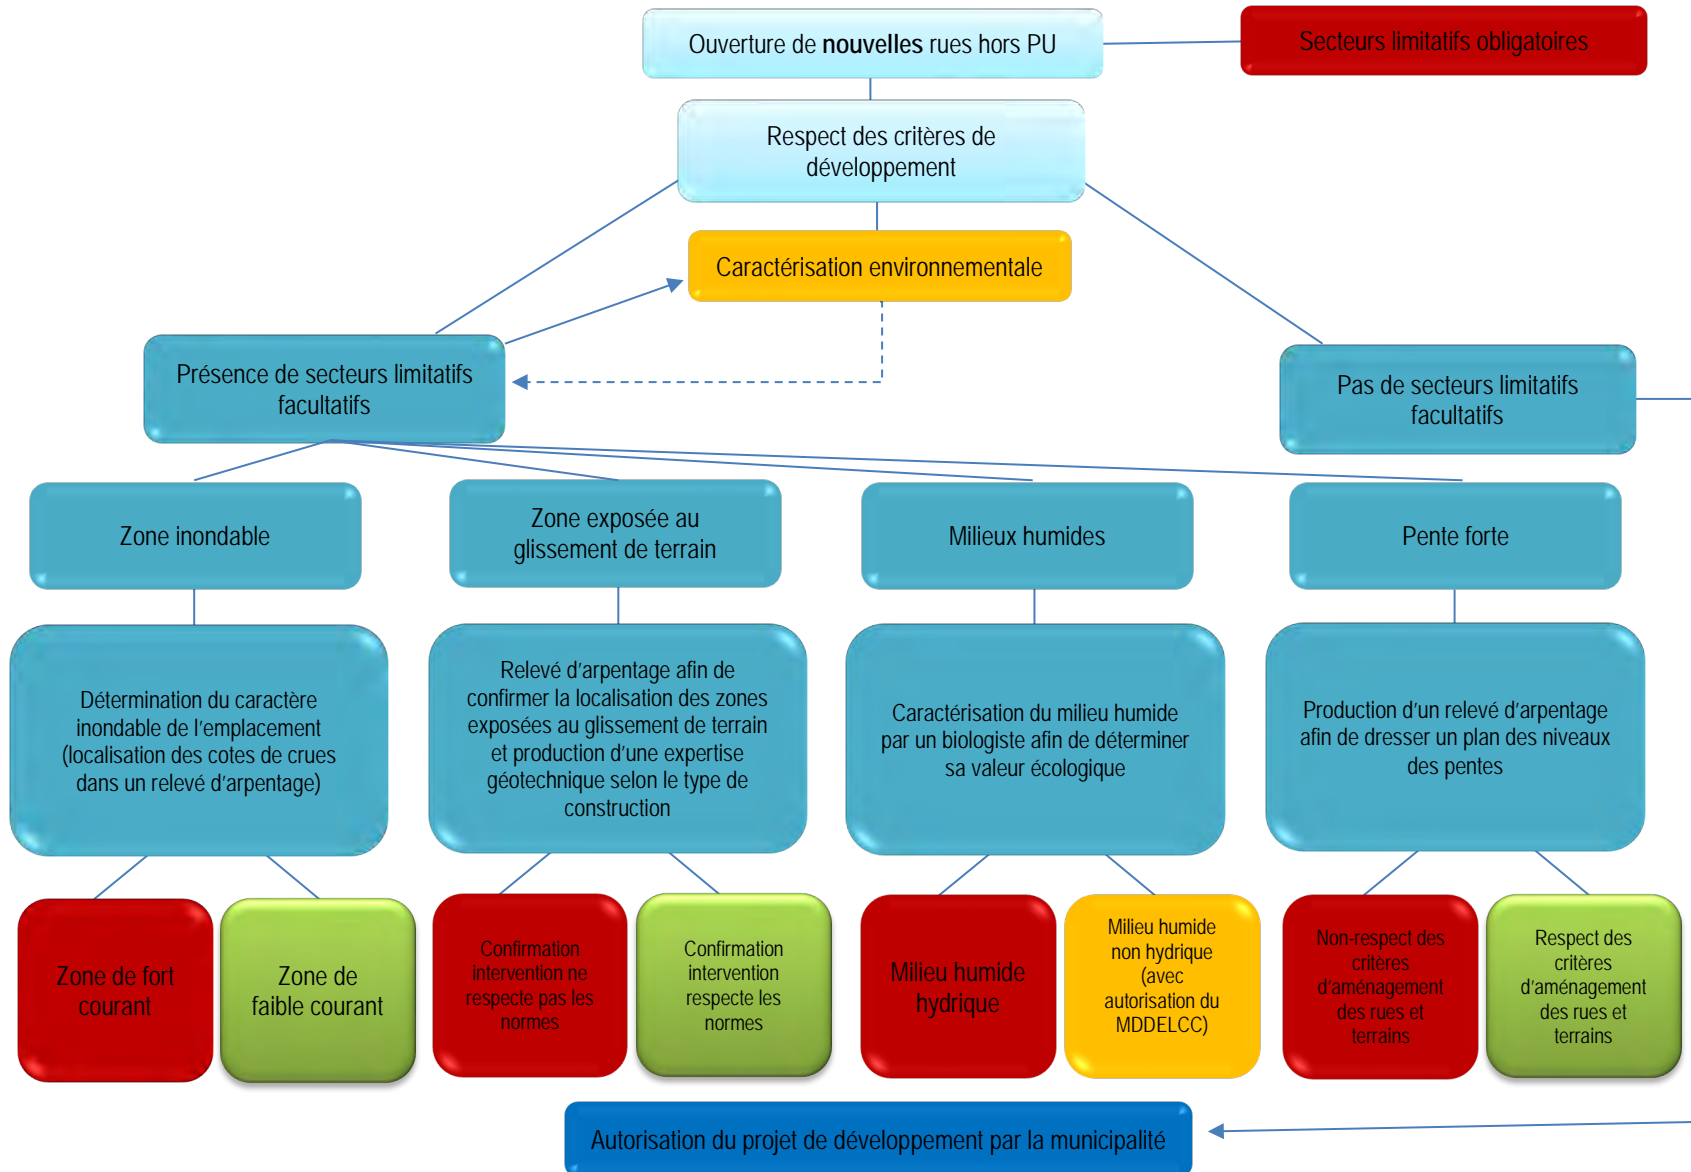 Ouverture de nouvelles rues hors PU
Secteurs limitatifs obligatoires
Respect des critères de
développement
Caractérisation environnementale
Présence de secteurs limitatifs
facultatifs
Pas de secteurs limitatifs
facultatifs
Zone inondable
Zone exposée au
glissement de terrain
Milieux humides
Pente forte
Détermination du caractère
inondable de l'emplacement
(localisation des cotes de crues
dans un relevé d'arpentage)
Relevé d'arpentage afin de
confirmer la localisation des zones
exposées au glissement de terrain
et production d'une expertise
géotechnique selon le type de
construction
Caractérisation du milieu humide
par un biologiste afin de déterminer
sa valeur écologique
Production d'un relevé d'arpentage
afin de dresser un plan des niveaux
des pentes
Zone de fort
courant
Zone de
faible courant
Confirmation
intervention ne
respecte pas les
normes
Confirmation
intervention
respecte les
normes
Milieu humide
hydrique
Milieu humide
non hydrique
(avec
autorisation du
MDDELCC)
Non-respect des
critères
d'aménagement
des rues et
terrains
Respect des
critères
d'aménagement
des rues et
terrains
Autorisation du projet de développement par la municipalité